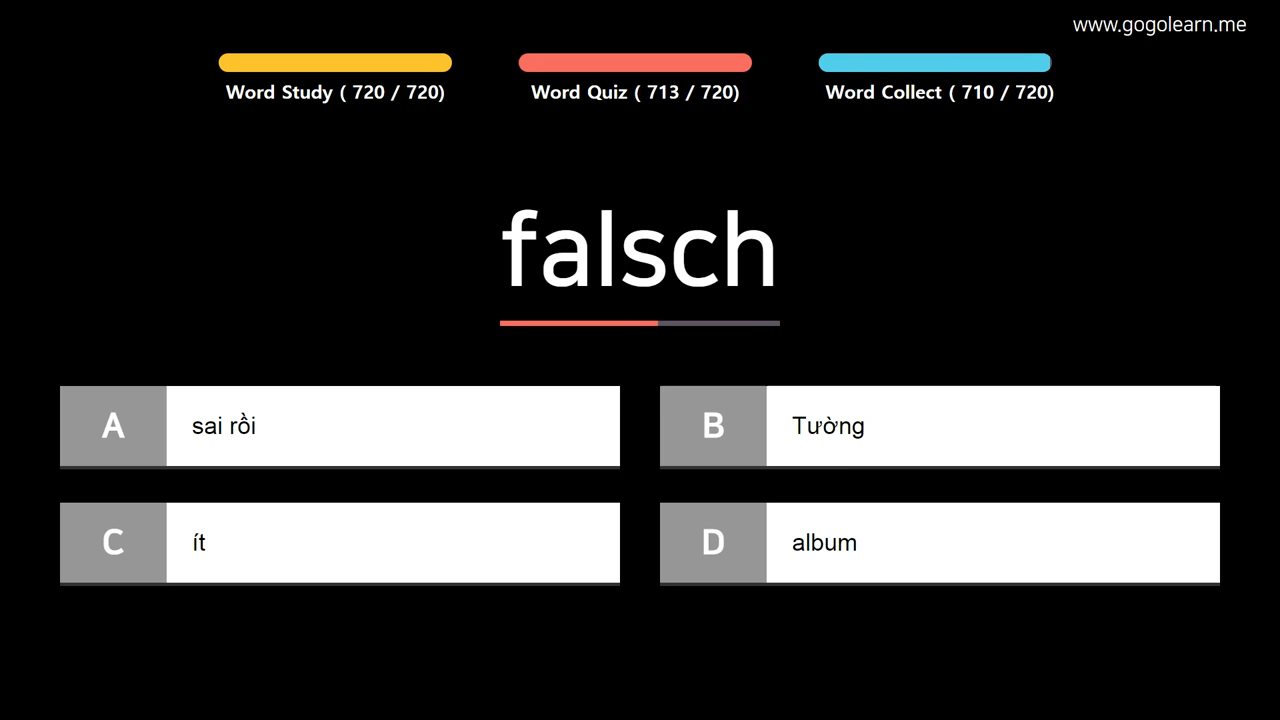 www.gogolearn.me
Word Study ( 720 / 720)
Word Quiz ( 713 / 720)
Word Collect ( 710 / 720)
falsch
A sai rồi
B Tường
C ít
D album